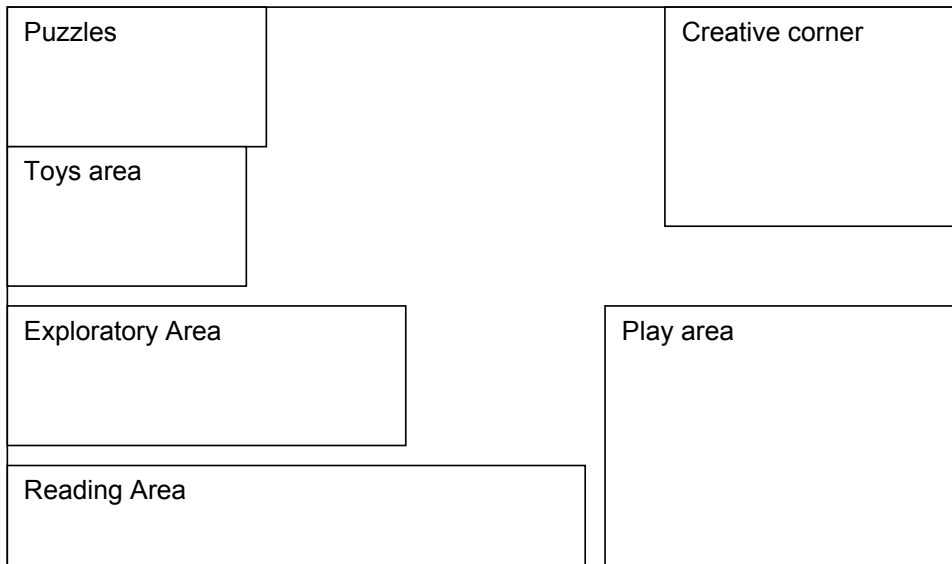 Puzzles
Creative corner
Toys area
Exploratory Area
Play area
Reading Area